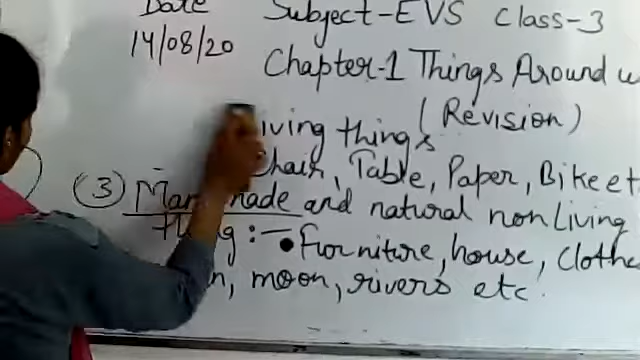 Date Subject-EVS Class-3
14/08/20 Chapter-1 Things Around
(Revision)
iving things
Chair, Table, Paper, Bike et
(3) Man made and natural non Living
thing :- • furniture, house, Clothe
n, moon, rivers etc.